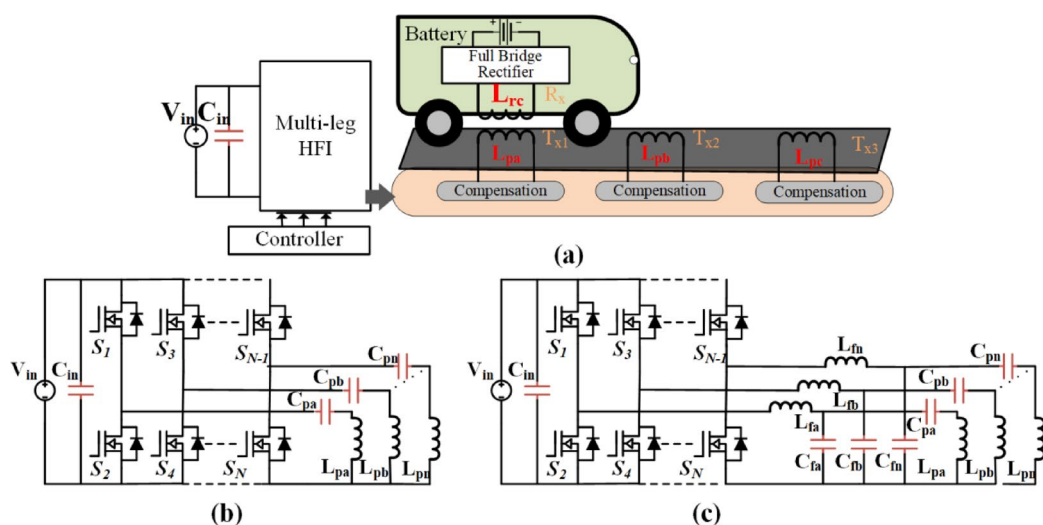 Battery
+ −
Full Bridge
Rectifier
Lrc
Rx
Vin
Cin
Multi-leg
HFI
Tx1
Tx2
Tx3
Lpa
Lpb
Lpc
Compensation
Compensation
Compensation
Controller
(a)
S1
S3
SN-1
Vin
Cin
Cpn
Cpb
Cpa
S2
S4
SN
Lpa
Lpb
Lpn
(b)
S1
S3
SN-1
Lfn
Cpn
Vin
Cin
Cpb
Lfb
Lfa
Cpa
S2
S4
SN
Cfa
Cfb
Cfn
Lpa
Lpb
Lpn
(c)